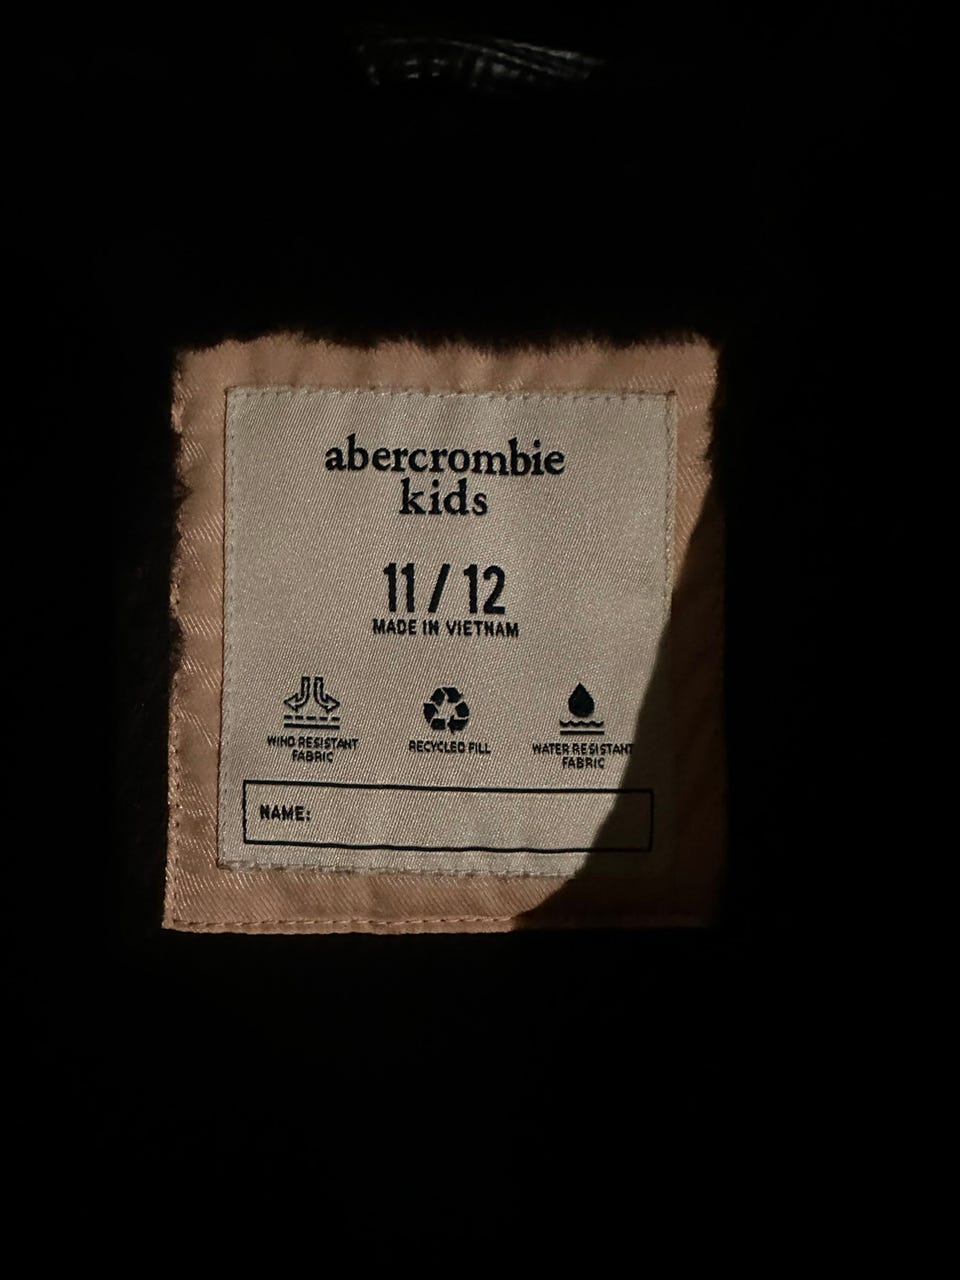 abercrombie
kids
11 / 12
MADE IN VIETNAM
WIND RESISTANT
FABRIC
RECYCLED FILL
WATER RESISTANT
FABRIC
NAME: